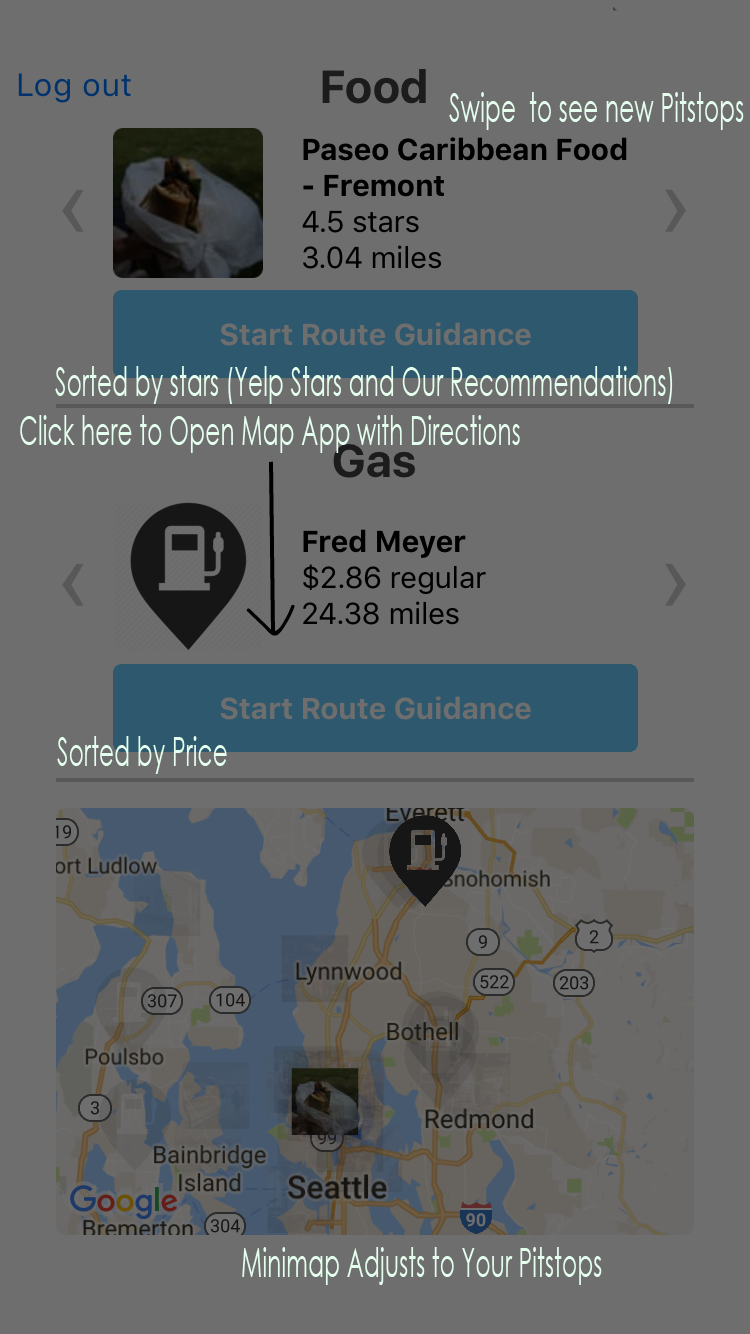 Log out
Food
Swipe to see new Pitstops
Paseo Caribbean Food
- Fremont
4.5 stars
3.04 miles
Start Route Guidance
Sorted by stars (Yelp Stars and Our Recommendations)
Click here to Open Map App with Directions
Gas
Fred Meyer
$2.86 regular
24.38 miles
Start Route Guidance
Sorted by Price
Everett
19
ort Ludlow
Snohomish
2
9
Lynnwood
522
203
307
104
Bothell
Poulsbo
3
Redmond
99
Bainbridge
Island
Seattle
Google
90
Bremerton
304
Minimap Adjusts to Your Pitstops